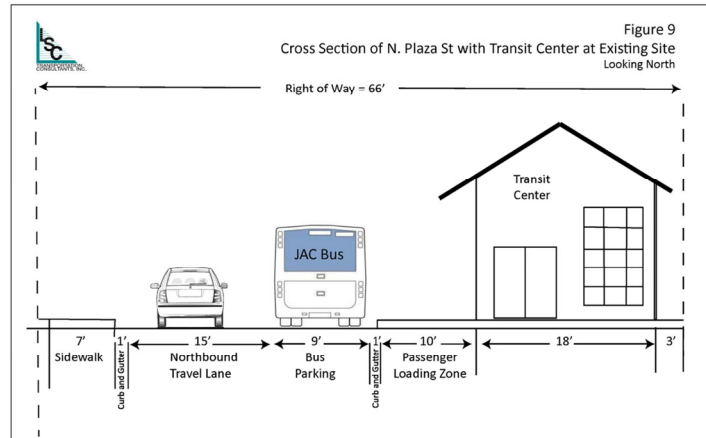 LSC
TRANSPORTATION
CONSULTANTS, INC.
Figure 9
Cross Section of N. Plaza St with Transit Center at Existing Site
Looking North
Right of Way = 66’
Transit
Center
JAC Bus
7’
Sidewalk
1’
Curb and Gutter
15’
Northbound
Travel Lane
9’
Bus
Parking
1’
Curb and Gutter
10’
Passenger
Loading Zone
18’
3’